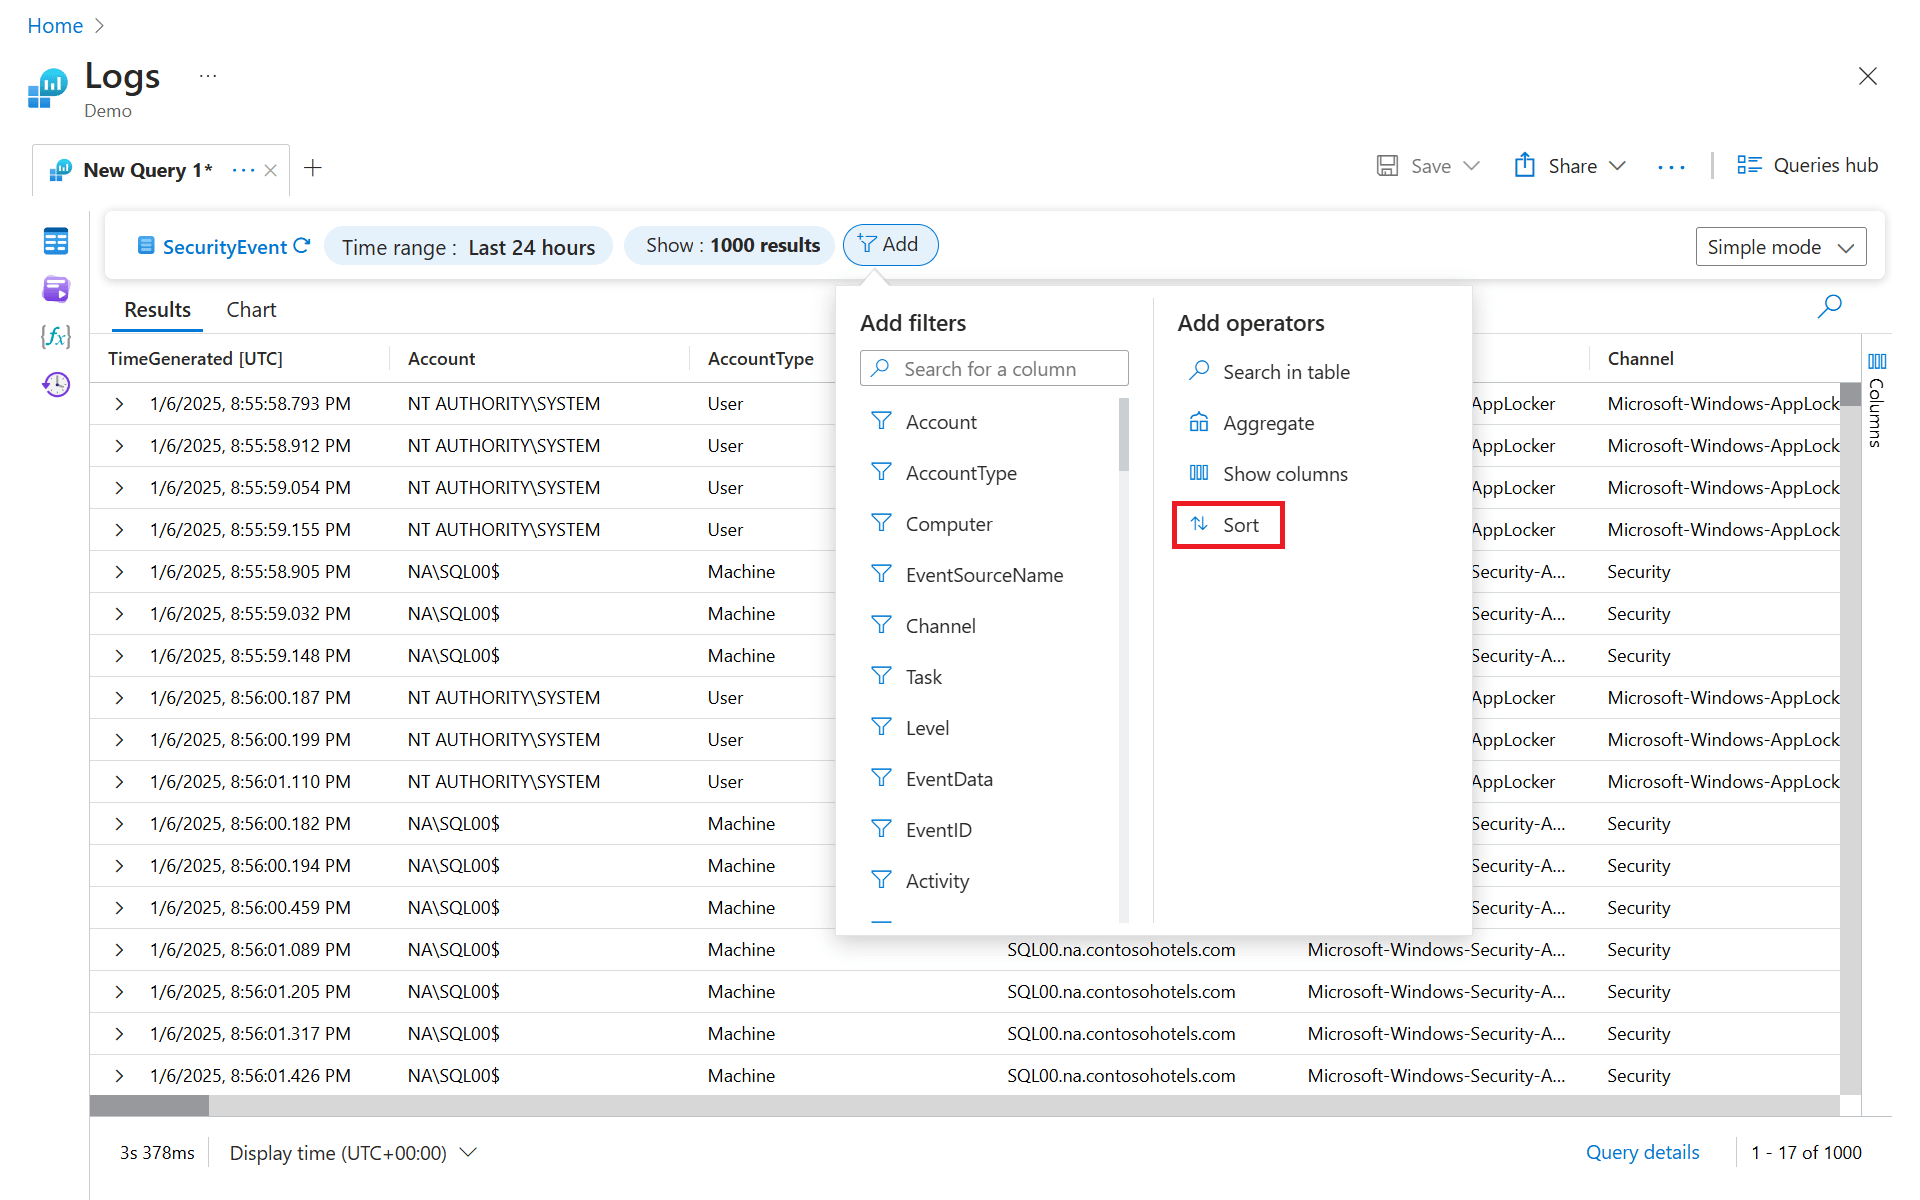 Home
Logs ...
Demo
New Query 1* ...
Save
Share
...
Queries hub
SecurityEvent
Time range : Last 24 hours
Show : 1000 results
Add
Simple mode
Results
Chart
Add filters
Search for a column
Account
AccountType
Computer
EventSourceName
Channel
Task
Level
EventData
EventID
Activity
Add operators
Search in table
Aggregate
Show columns
Sort
TimeGenerated [UTC] Account AccountType Channel
1/6/2025, 8:55:58.793 PM NT AUTHORITY\SYSTEM User AppLocker Microsoft-Windows-AppLock
1/6/2025, 8:55:58.912 PM NT AUTHORITY\SYSTEM User AppLocker Microsoft-Windows-AppLock
1/6/2025, 8:55:59.054 PM NT AUTHORITY\SYSTEM User AppLocker Microsoft-Windows-AppLock
1/6/2025, 8:55:59.155 PM NT AUTHORITY\SYSTEM User AppLocker Microsoft-Windows-AppLock
1/6/2025, 8:55:58.905 PM NA\SQL00$ Machine Security-A... Security
1/6/2025, 8:55:59.032 PM NA\SQL00$ Machine Security-A... Security
1/6/2025, 8:55:59.148 PM NA\SQL00$ Machine Security-A... Security
1/6/2025, 8:56:00.187 PM NT AUTHORITY\SYSTEM User AppLocker Microsoft-Windows-AppLock
1/6/2025, 8:56:00.199 PM NT AUTHORITY\SYSTEM User AppLocker Microsoft-Windows-AppLock
1/6/2025, 8:56:01.110 PM NT AUTHORITY\SYSTEM User AppLocker Microsoft-Windows-AppLock
1/6/2025, 8:56:00.182 PM NA\SQL00$ Machine Security-A... Security
1/6/2025, 8:56:00.194 PM NA\SQL00$ Machine Security-A... Security
1/6/2025, 8:56:00.459 PM NA\SQL00$ Machine Security-A... Security
1/6/2025, 8:56:01.089 PM NA\SQL00$ Machine SQL00.na.contosohotels.com Microsoft-Windows-Security-A... Security
1/6/2025, 8:56:01.205 PM NA\SQL00$ Machine SQL00.na.contosohotels.com Microsoft-Windows-Security-A... Security
1/6/2025, 8:56:01.317 PM NA\SQL00$ Machine SQL00.na.contosohotels.com Microsoft-Windows-Security-A... Security
1/6/2025, 8:56:01.426 PM NA\SQL00$ Machine SQL00.na.contosohotels.com Microsoft-Windows-Security-A... Security
Columns
3s 378ms
Display time (UTC+00:00)
Query details
1 - 17 of 1000